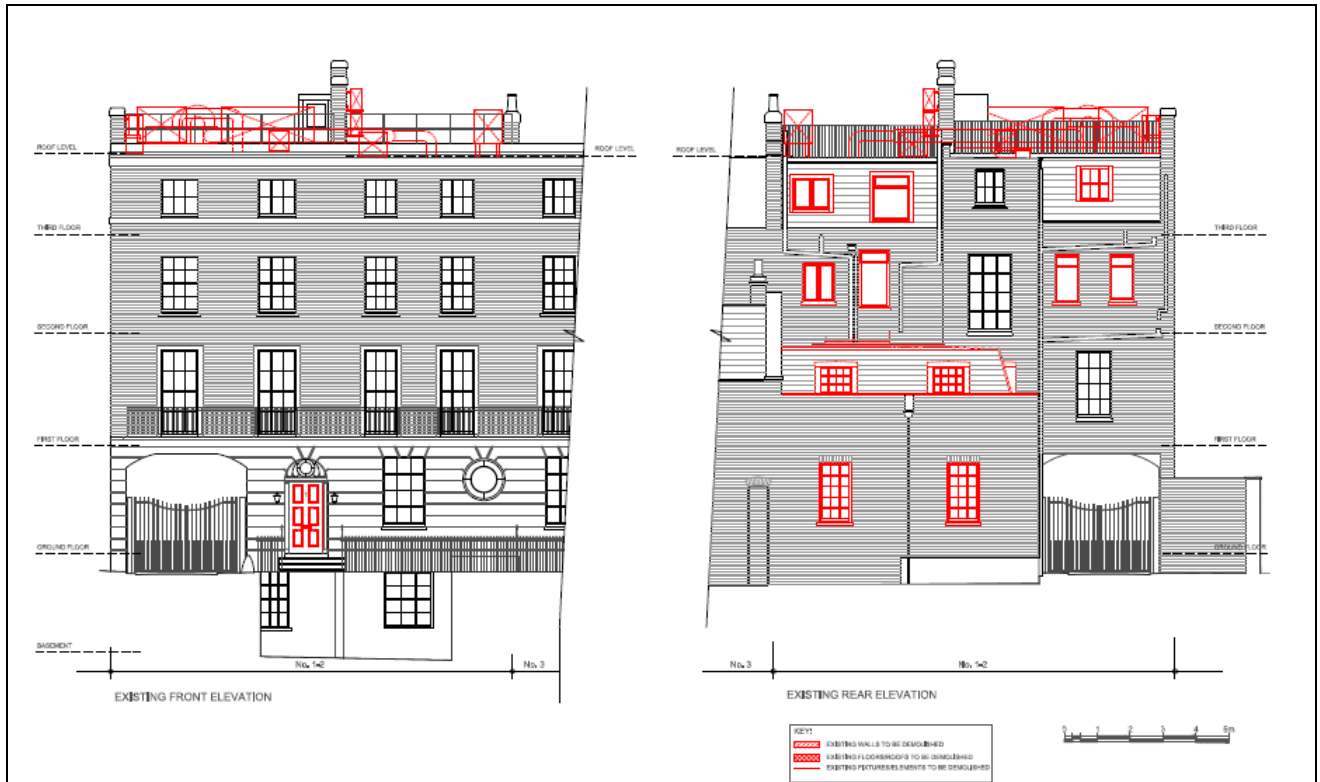 ROOF LEVEL
ROOF LEVEL
THIRD FLOOR
SECOND FLOOR
FIRST FLOOR
GROUND FLOOR
BASEMENT
No. 1-2
No. 3
EXISTING FRONT ELEVATION
ROOF LEVEL
THIRD FLOOR
SECOND FLOOR
FIRST FLOOR
GROUND FLOOR
No. 3
No. 1-2
EXISTING REAR ELEVATION
KEY:
EXISTING WALLS TO BE DEMOLISHED
EXISTING FLOORS/ROOFS TO BE DEMOLISHED
EXISTING FIXTURES/ELEMENTS TO BE DEMOLISHED
0 1 2 3 4 5m